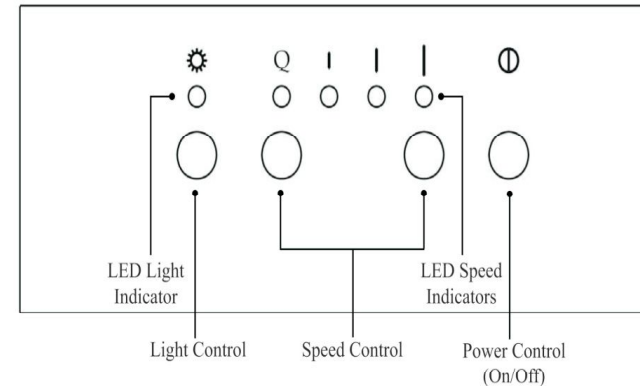 Q
LED Light
Indicator
LED Speed
Indicators
Light Control
Speed Control
Power Control
(On/Off)